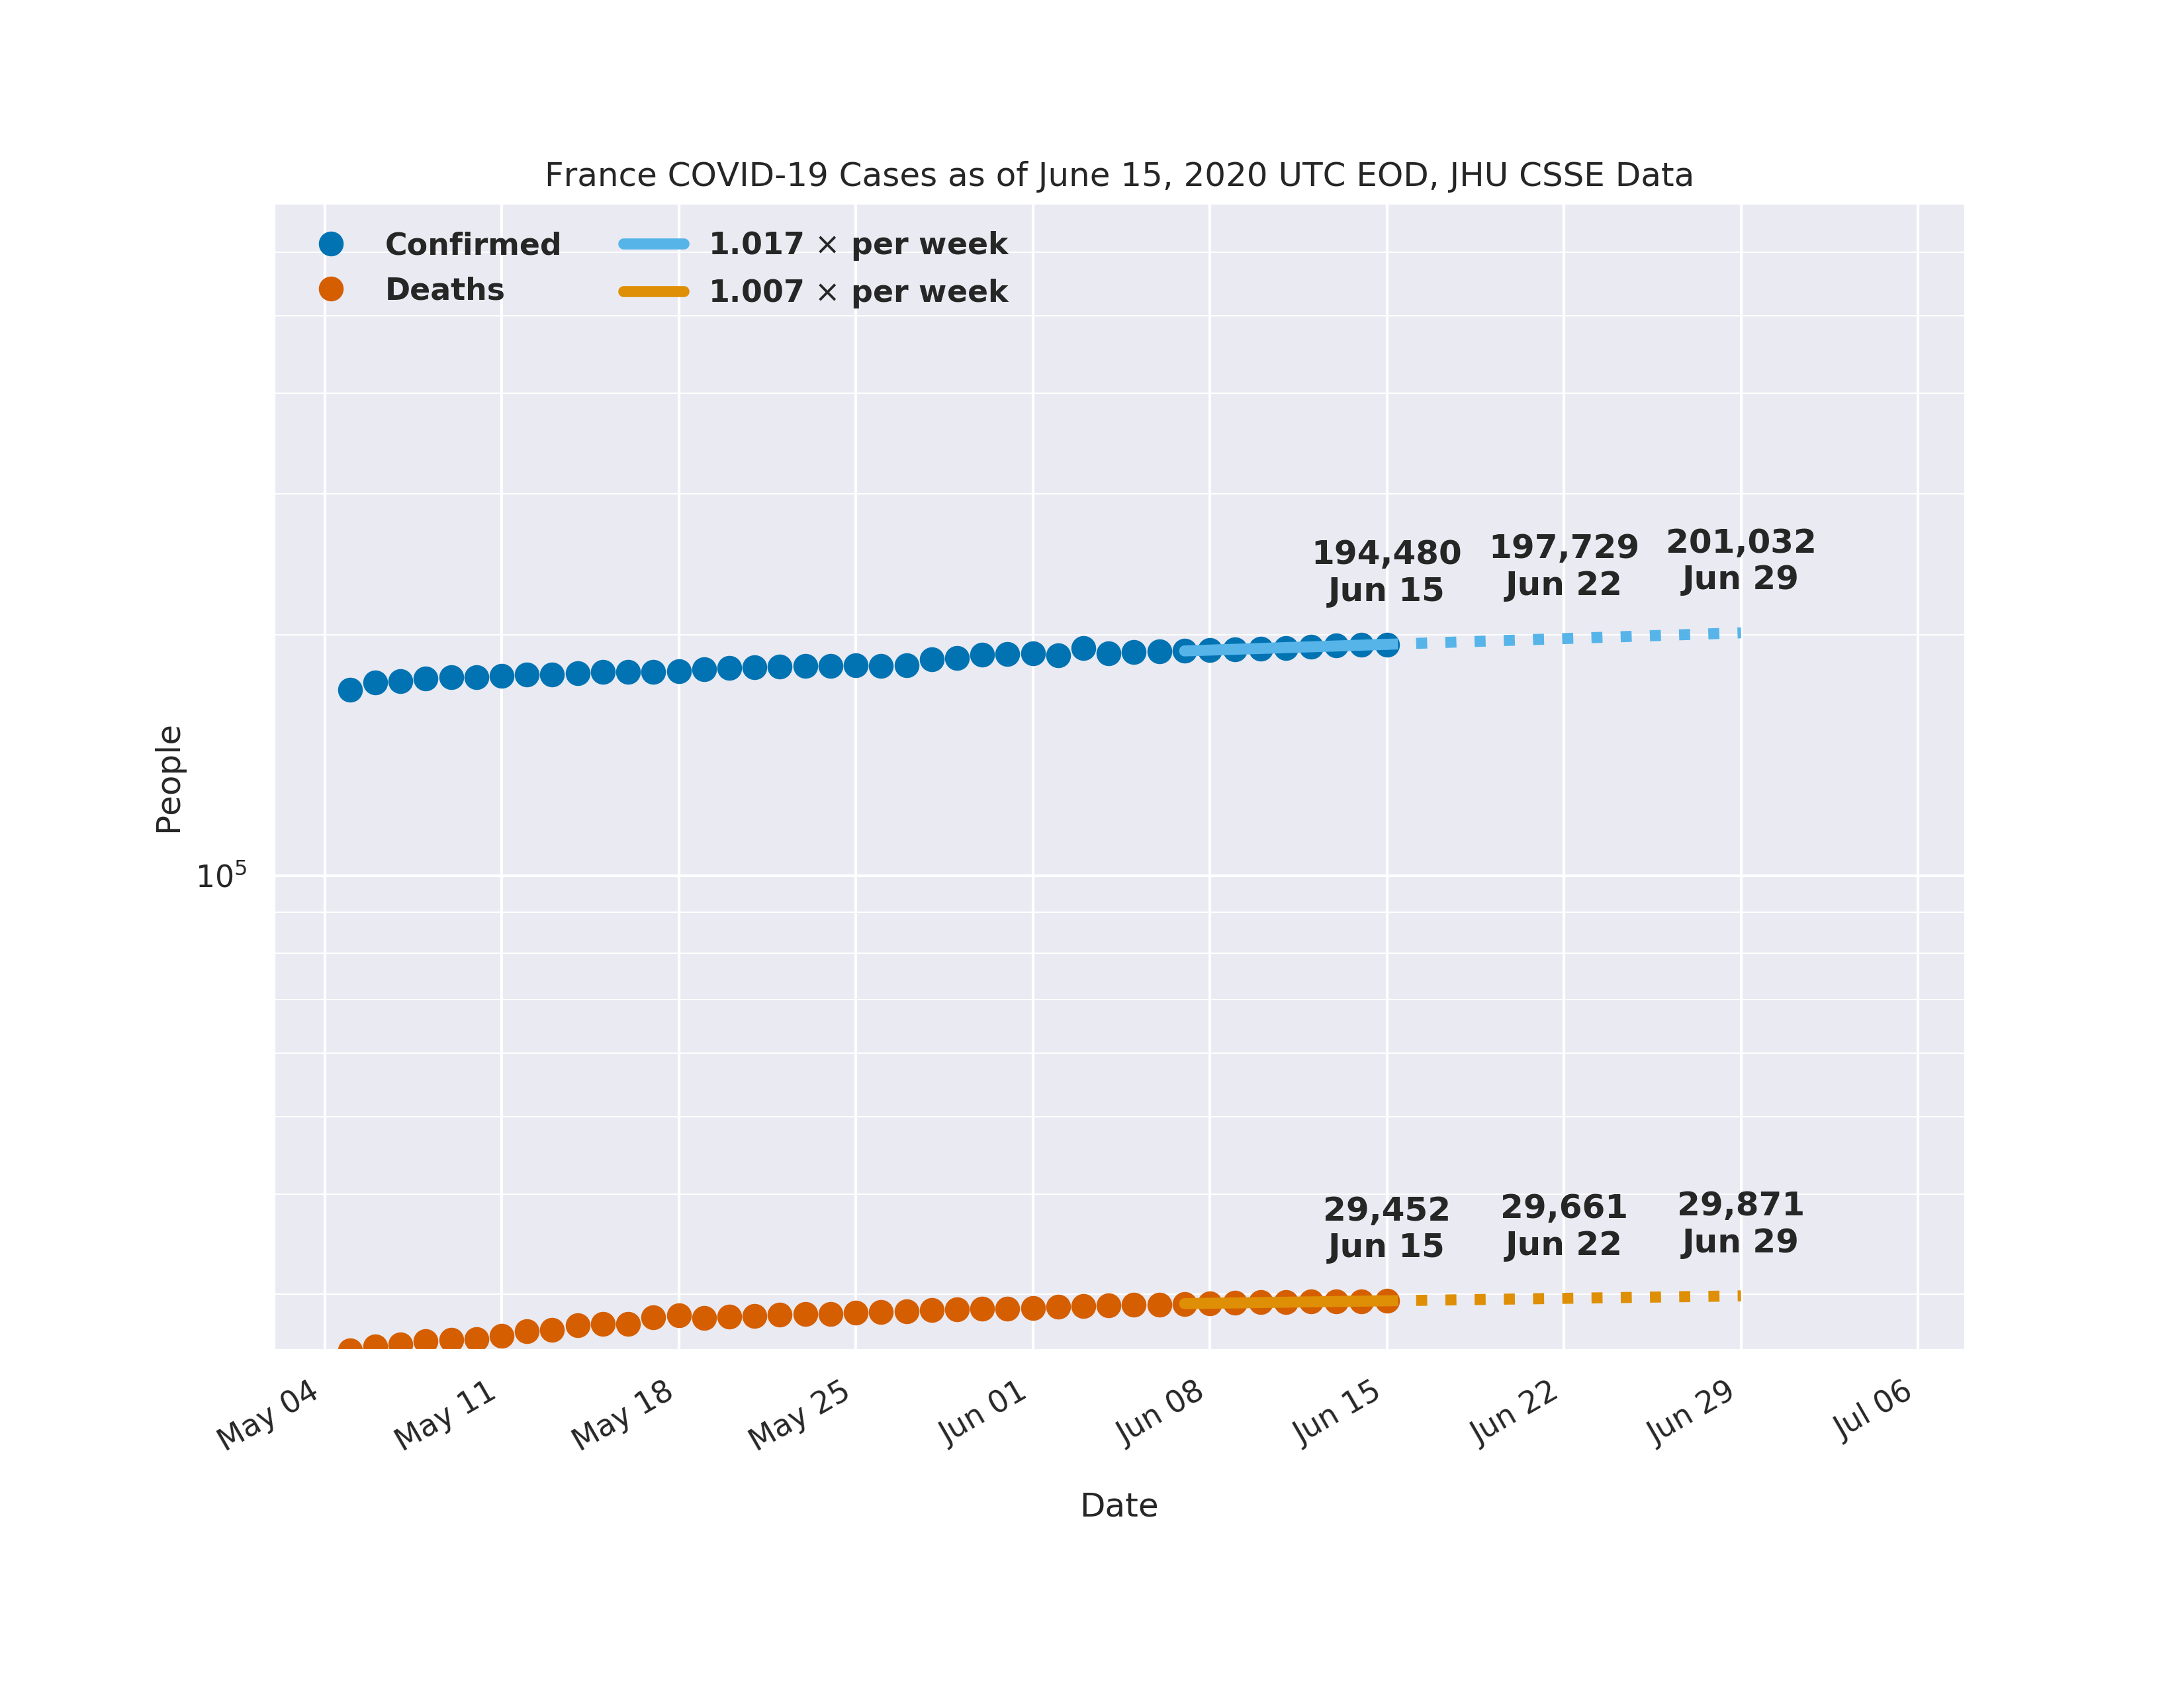 France COVID-19 Cases as of June 15, 2020 UTC EOD, JHU CSSE Data
Confirmed
Deaths
1.017 × per week
1.007 × per week
194,480
Jun 15
197,729
Jun 22
201,032
Jun 29
People
10⁵
29,452
Jun 15
29,661
Jun 22
29,871
Jun 29
May 04
May 11
May 18
May 25
Jun 01
Jun 08
Jun 15
Jun 22
Jun 29
Jul 06
Date